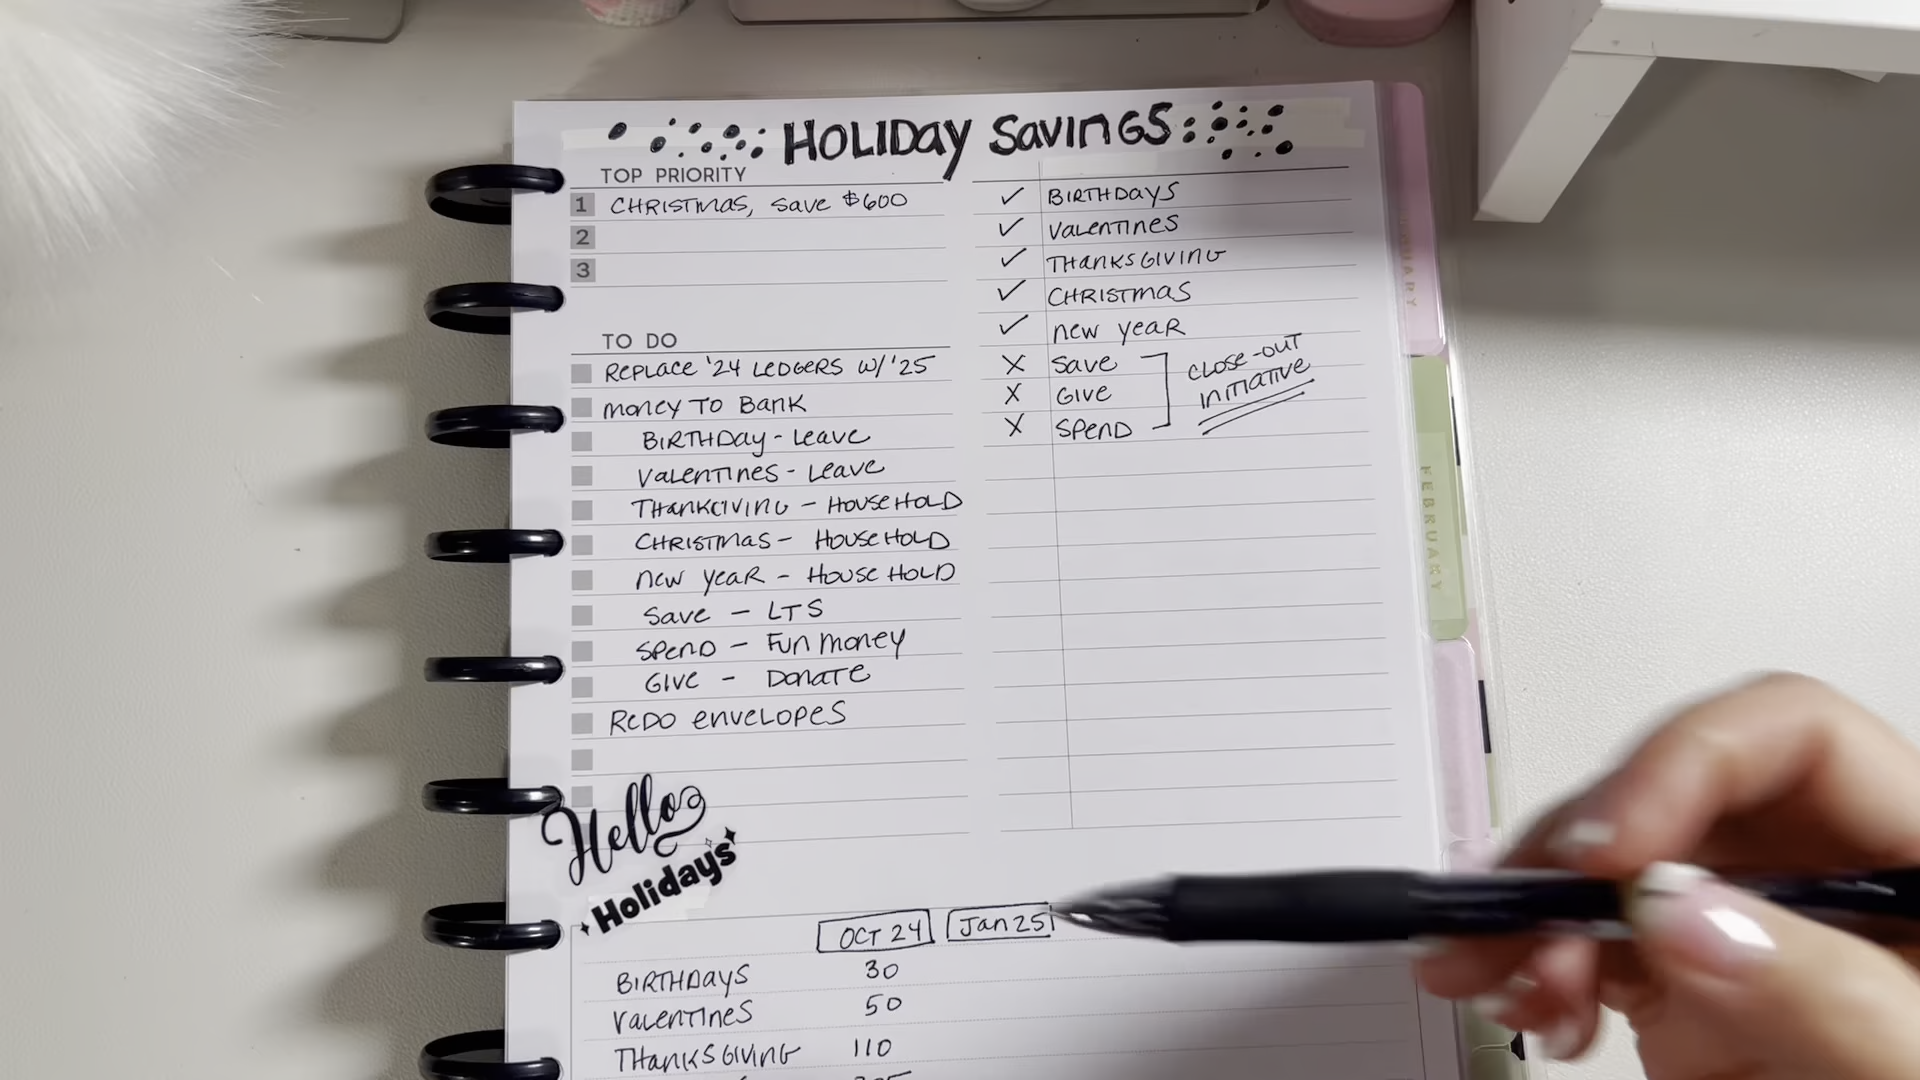 HOLIDAY SAVINGS
TOP PRIORITY
1 CHRISTMAS, SAVE $600
2
3
TO DO
REPLACE '24 LEDGERS W/ '25
MONEY TO BANK
BIRTHDAY - LEAVE
VALENTINES - LEAVE
THANKGIVING - HOUSEHOLD
CHRISTMAS - HOUSEHOLD
NEW YEAR - HOUSEHOLD
SAVE - LTS
SPEND - FUN MONEY
GIVE - DONATE
REDO ENVELOPES
✓ BIRTHDAYS
✓ VALENTINES
✓ THANKSGIVING
✓ CHRISTMAS
✓ NEW YEAR
X SAVE
X GIVE
X SPEND
CLOSE-OUT
INITIATIVE
Hello
Holidays
OCT 24 Jan 25
BIRTHDAYS 30
VALENTINES 50
THANKSGIVING 110
FEBRUARY